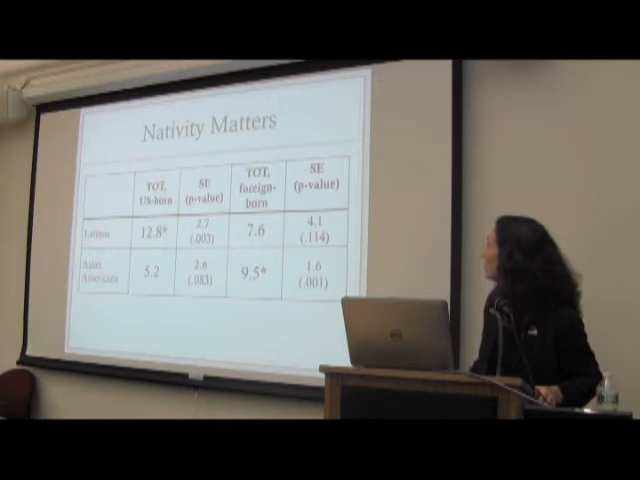 Nativity Matters
TOT, US-born SE (p-value) TOT, foreign-born SE (p-value)
Latinos 12.8* 2.7 (.003) 7.6 4.1 (.114)
Asian Americans 5.2 2.6 (.083) 9.5* 1.6 (.001)